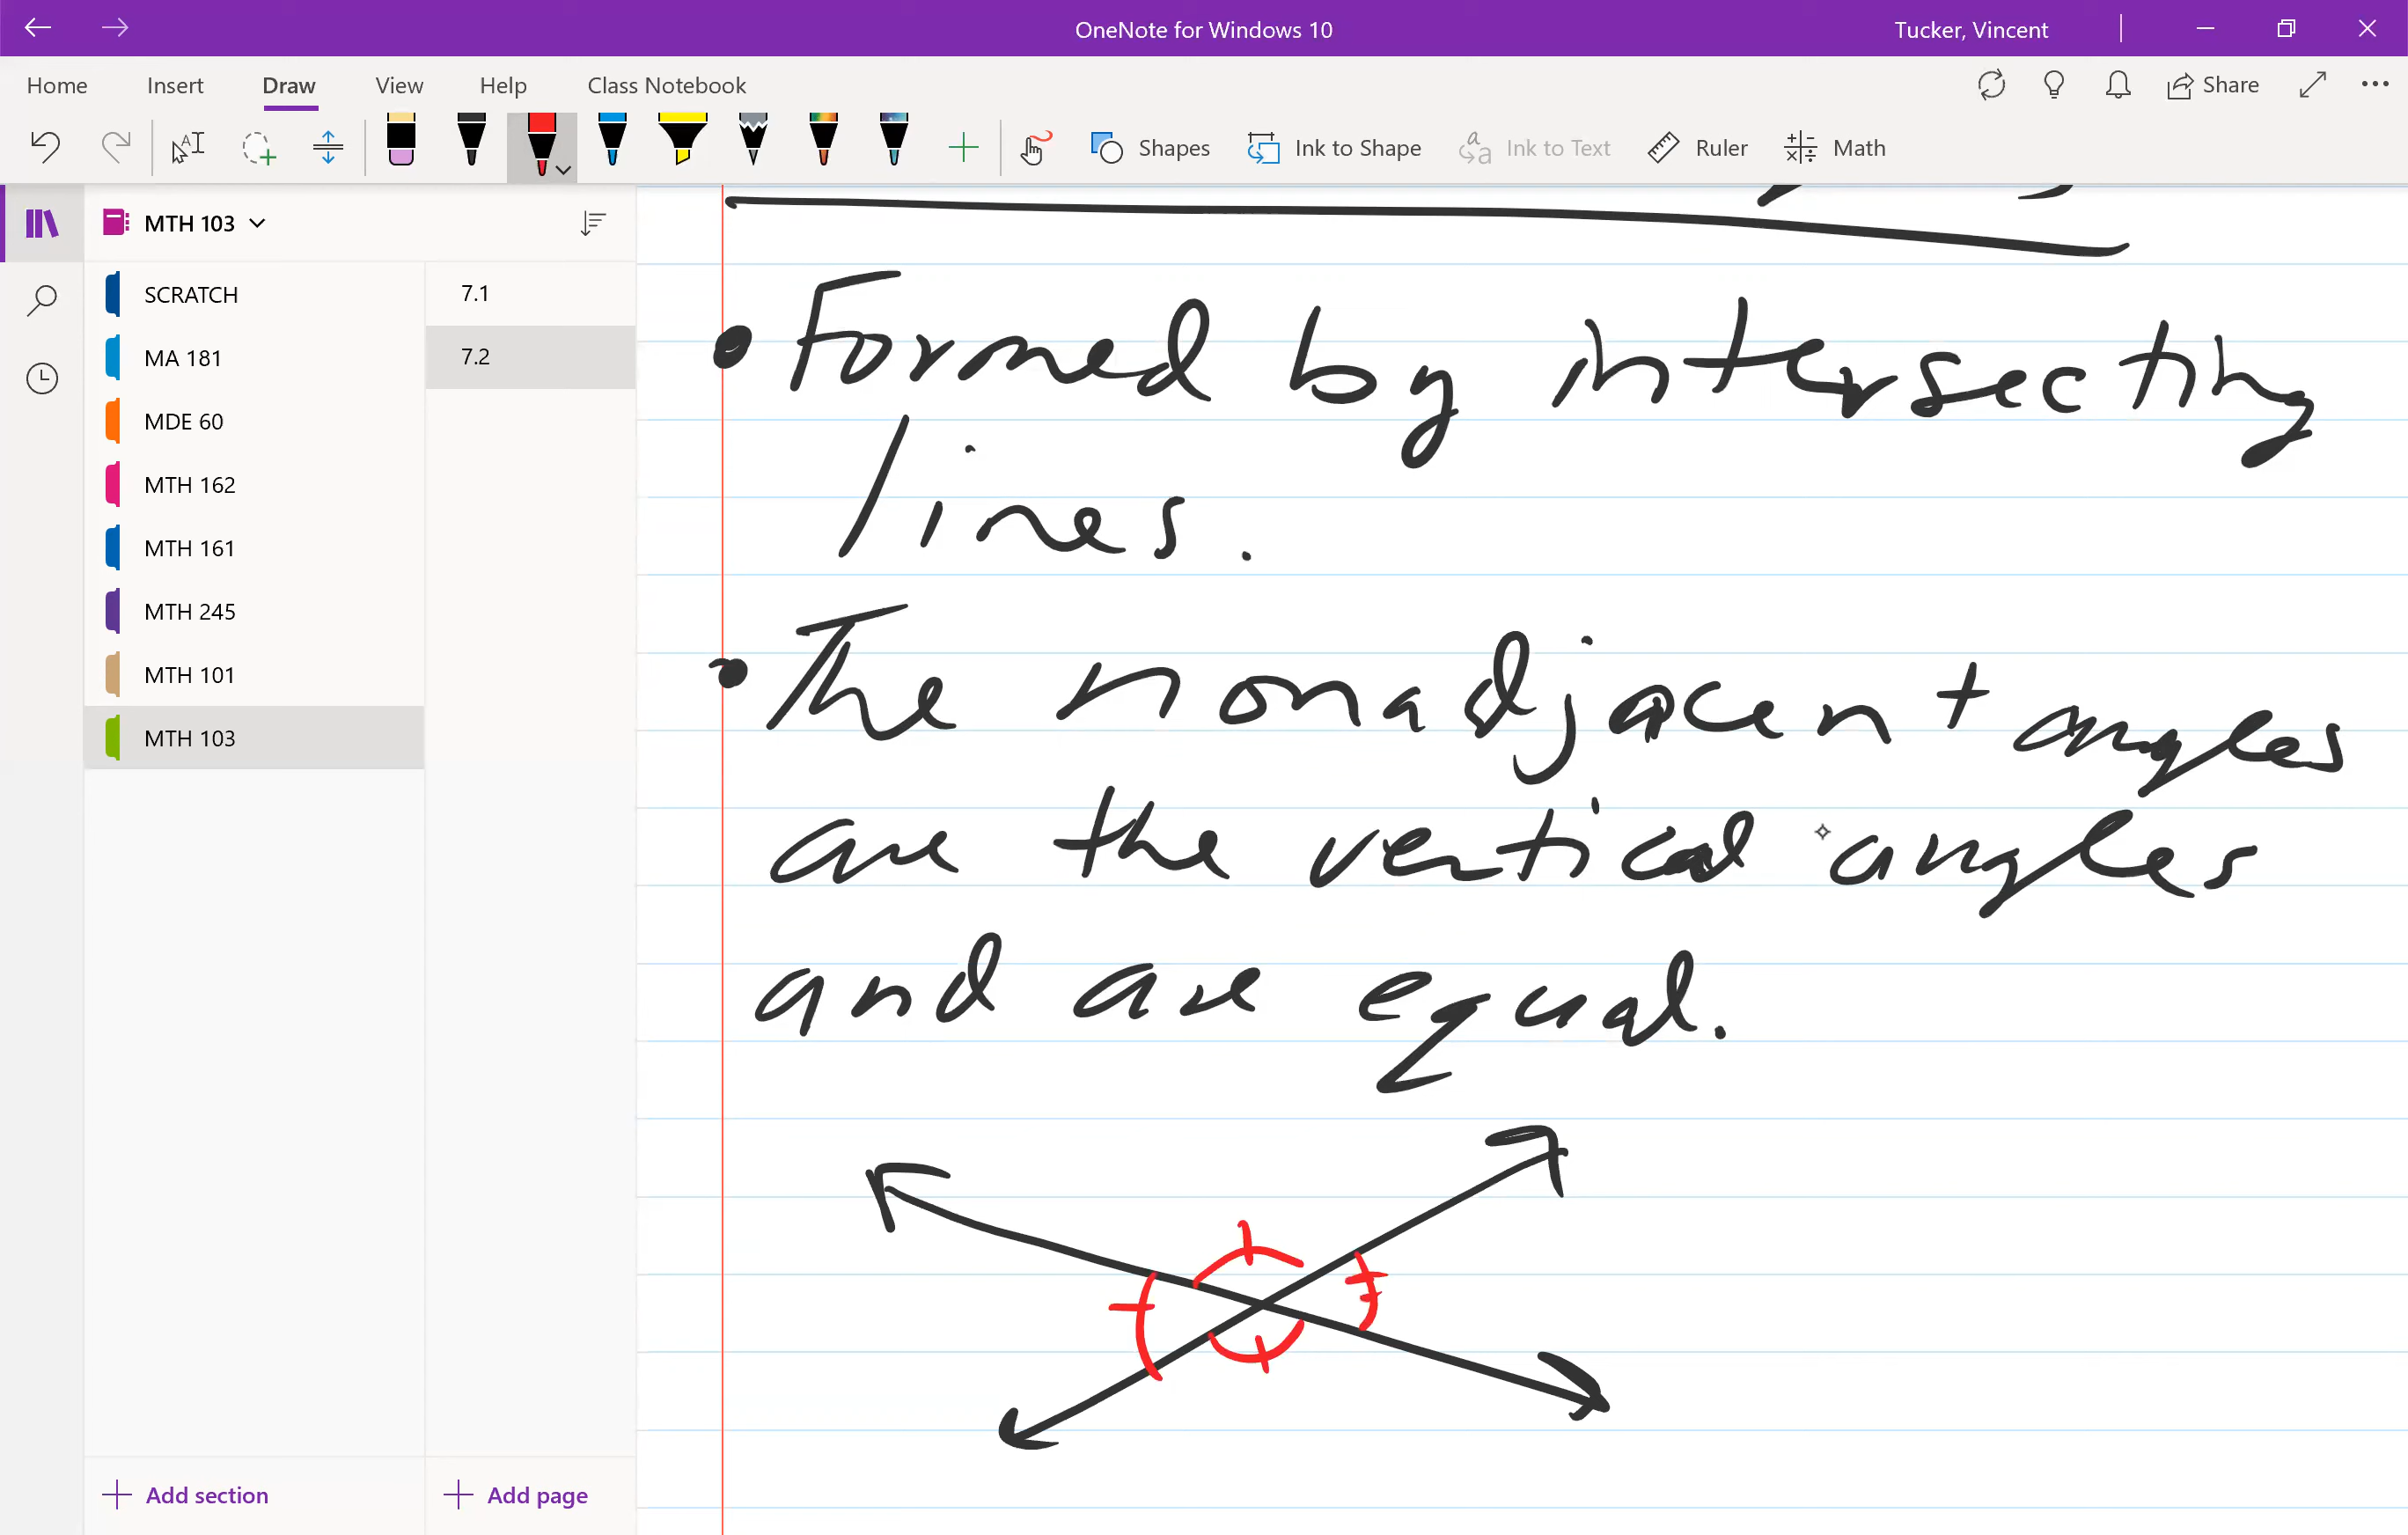 OneNote for Windows 10
Tucker, Vincent
Home Insert Draw View Help Class Notebook
Share
Shapes Ink to Shape Ink to Text Ruler Math
MTH 103
SCRATCH
MA 181
MDE 60
MTH 162
MTH 161
MTH 245
MTH 101
MTH 103
Add section
7.1
7.2
Add page
• Formed by intersecting
lines.
• The nonadjacent angles
are the vertical angles
and are equal.